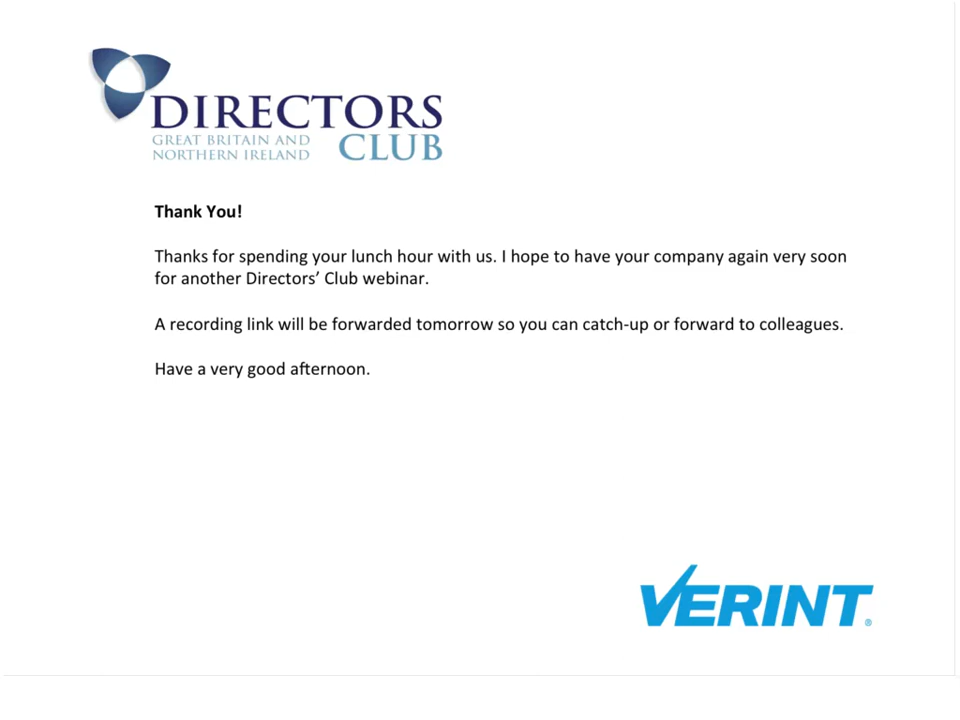 DIRECTORS
GREAT BRITAIN AND
NORTHERN IRELAND
CLUB
Thank You!
Thanks for spending your lunch hour with us. I hope to have your company again very soon
for another Directors’ Club webinar.
A recording link will be forwarded tomorrow so you can catch-up or forward to colleagues.
Have a very good afternoon.
VERINT®